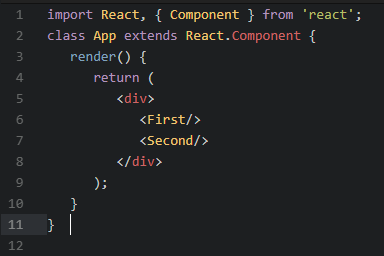 1 import React, { Component } from 'react';
2 class App extends React.Component {
3    render() {
4       return (
5          <div>
6             <First/>
7             <Second/>
8          </div>
9       );
10    }
11 }
12